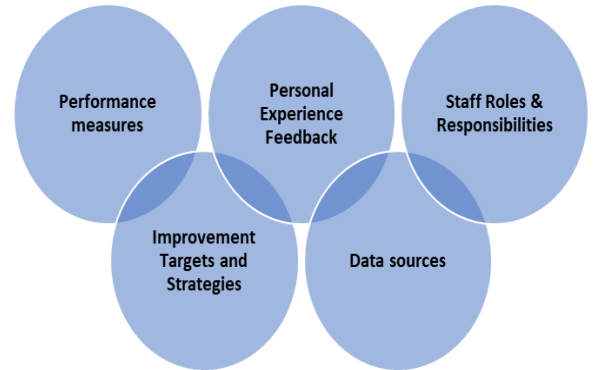 Performance
measures
Personal
Experience
Feedback
Staff Roles &
Responsibilities
Improvement
Targets and
Strategies
Data sources